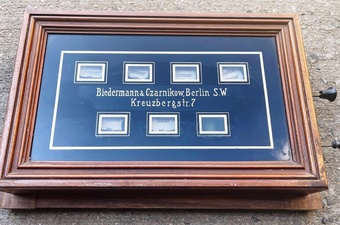 Biedermann & Czarnikow, Berlin S.W
Kreuzbergstr. 7